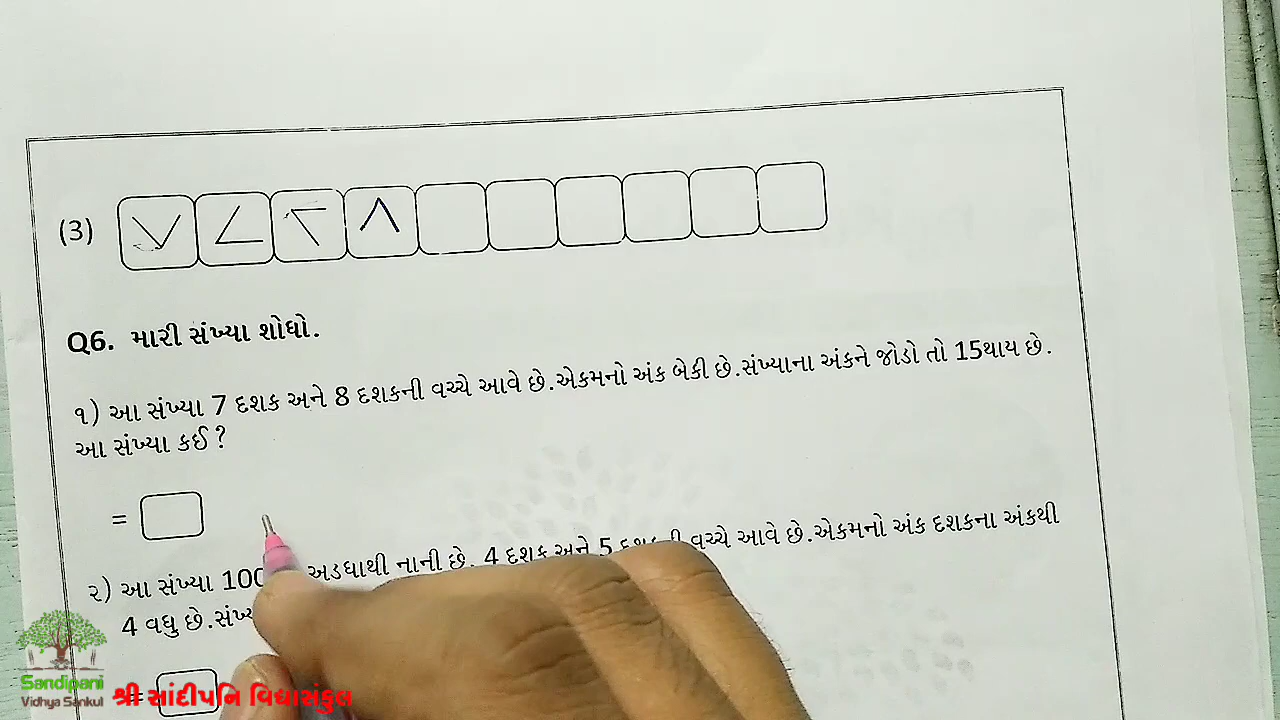 (3)
Q6. મારી સંખ્યા શોધો.
૧) આ સંખ્યા 7 દશક અને 8 દશકની વચ્ચે આવે છે.એકમનો અંક બેકી છે.સંખ્યાના અંકને જોડો તો 15થાય છે.
આ સંખ્યા કઈ?
=
૨) આ સંખ્યા 100 અડધાથી નાની છે. 4 દશક અને 5 દશકની વચ્ચે આવે છે.એકમનો અંક દશકના અંકથી
4 વધુ છે.
=
Sandipani
Vidhya Sankul
શ્રી સાંદીપનિ વિદ્યાસંકુલ